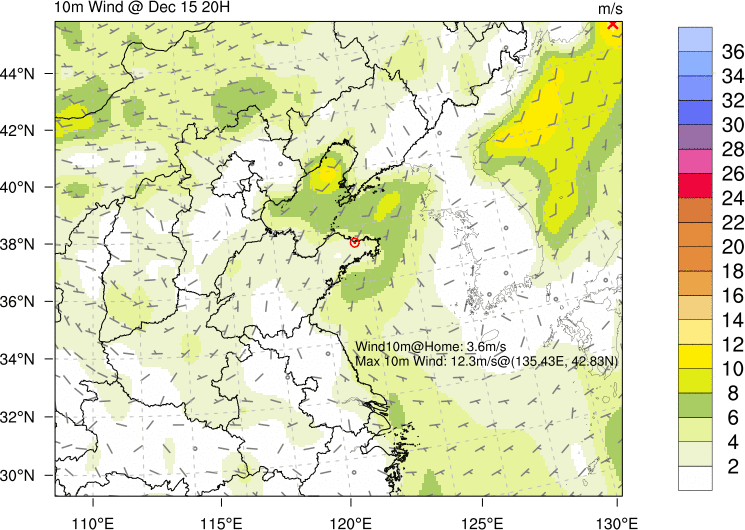 10m Wind @ Dec 15 20H
m/s
44°N
42°N
40°N
38°N
36°N
34°N
32°N
30°N
110°E
115°E
120°E
125°E
130°E
Wind10m@Home: 3.6m/s
Max 10m Wind: 12.3m/s@(135.43E, 42.83N)
36
34
32
30
28
26
24
22
20
18
16
14
12
10
8
6
4
2